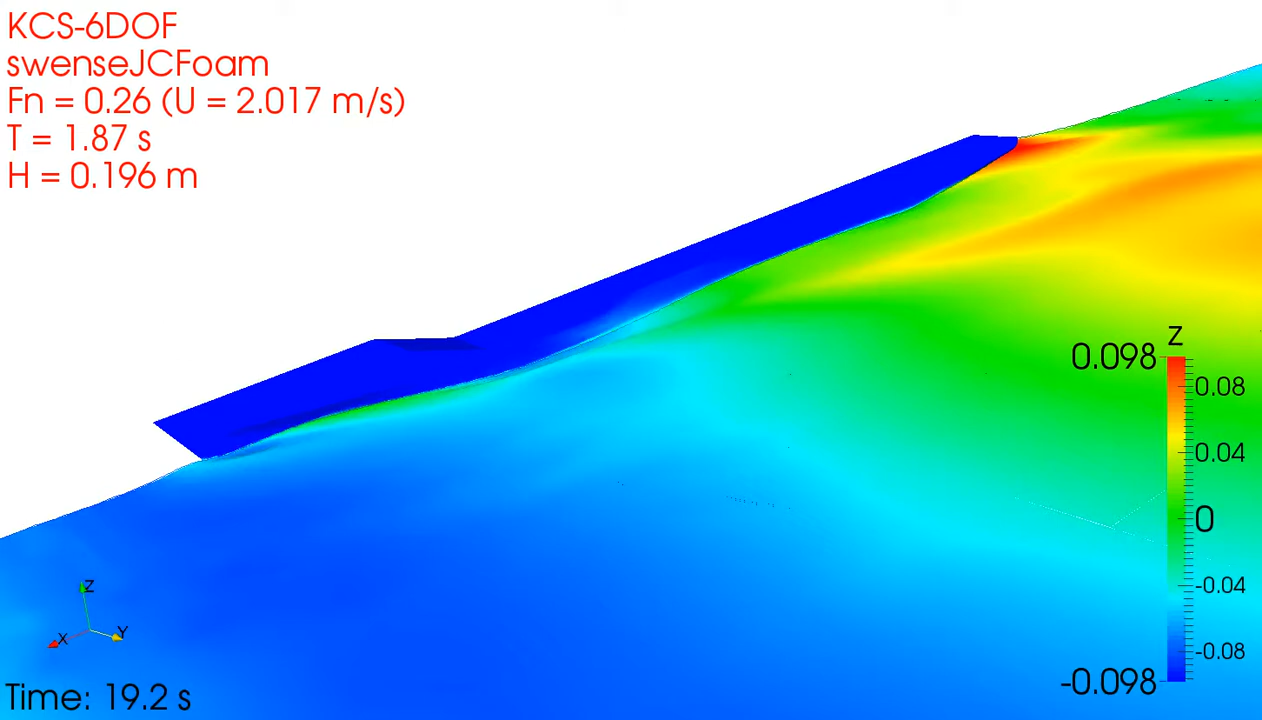 KCS-6DOF
swenseJCFoam
Fn = 0.26 (U = 2.017 m/s)
T = 1.87 s
H = 0.196 m
Z
0.098
0.08
0.04
0
-0.04
-0.08
-0.098
Z
X
Y
Time: 19.2 s